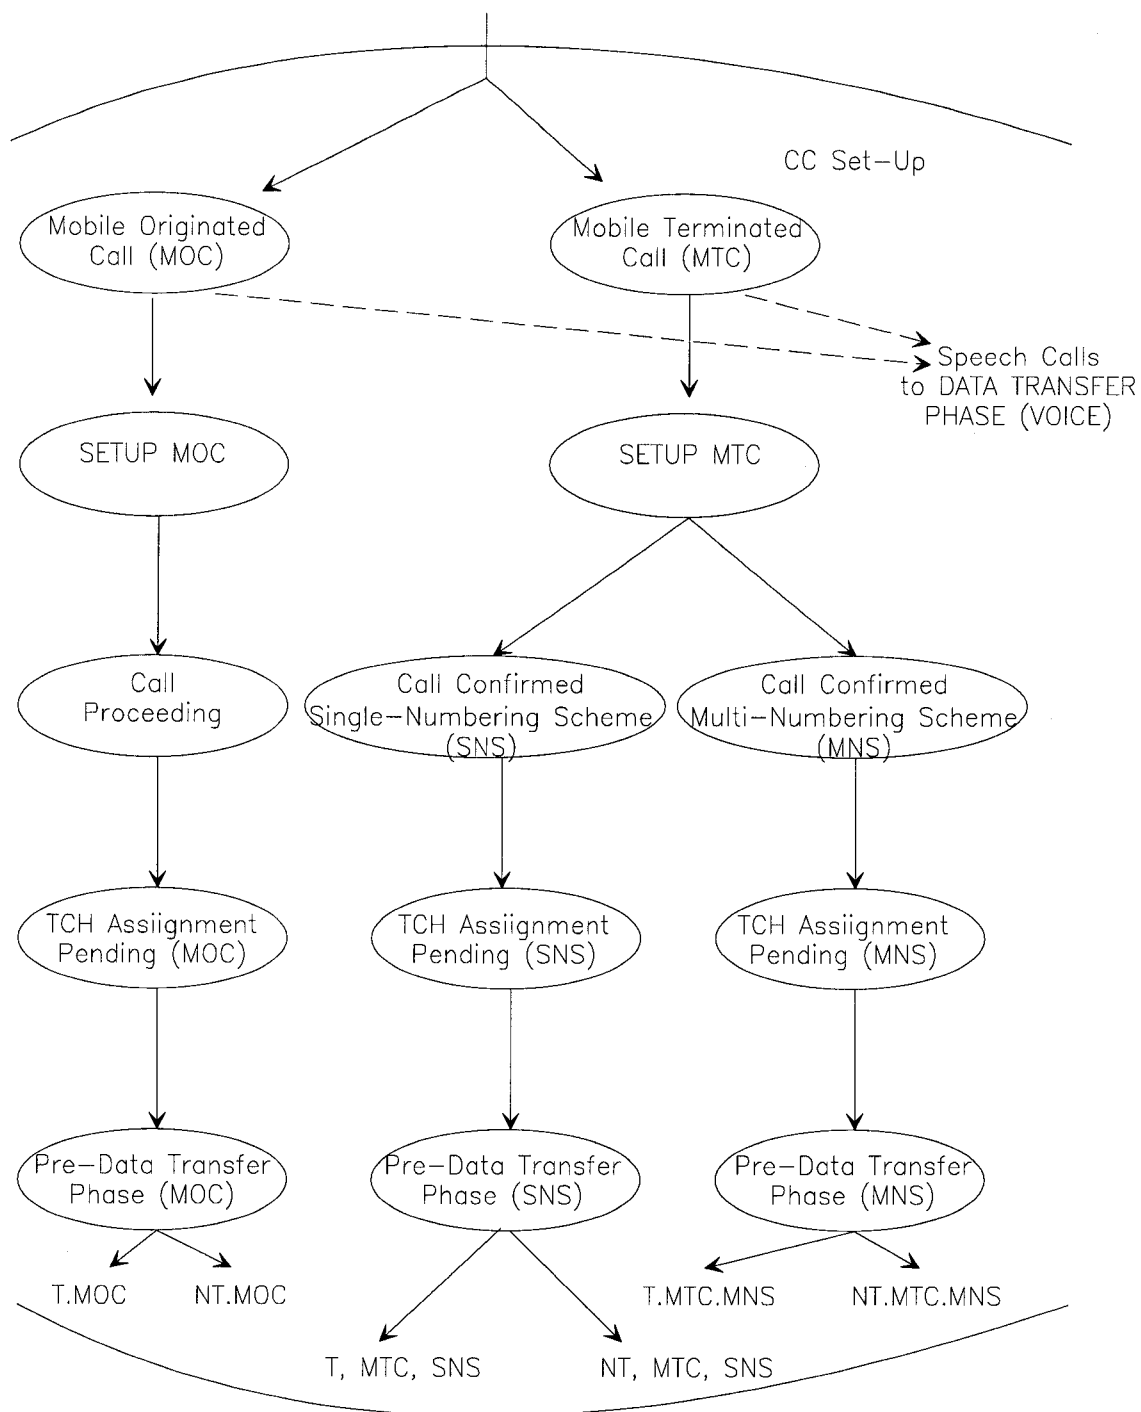 CC Set-Up
Mobile Originated
Call (MOC)
Mobile Terminated
Call (MTC)
Speech Calls
to DATA TRANSFER
PHASE (VOICE)
SETUP MOC
SETUP MTC
Call
Proceeding
Call Confirmed
Single-Numbering Scheme
(SNS)
Call Confirmed
Multi-Numbering Scheme
(MNS)
TCH Assiignment
Pending (MOC)
TCH Assiignment
Pending (SNS)
TCH Assiignment
Pending (MNS)
Pre-Data Transfer
Phase (MOC)
Pre-Data Transfer
Phase (SNS)
Pre-Data Transfer
Phase (MNS)
T.MOC
NT.MOC
T.MTC.MNS
NT.MTC.MNS
T, MTC, SNS
NT, MTC, SNS